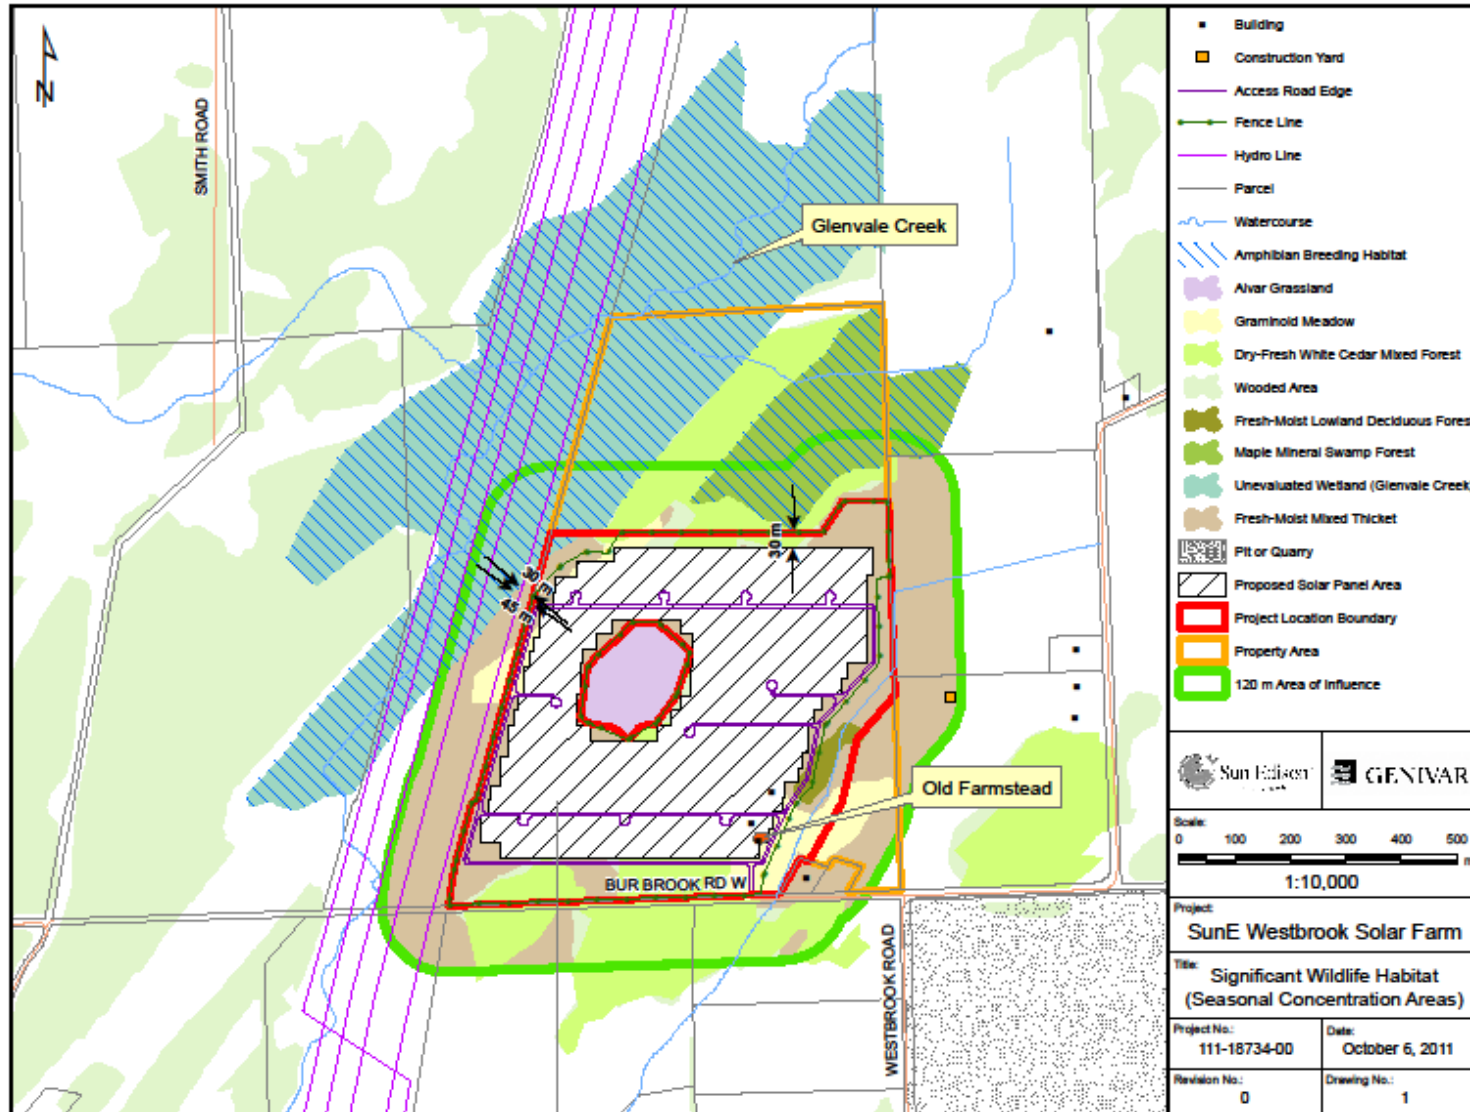 N
SMITH ROAD
Glenvale Creek
30 m
30 m
45 m
Old Farmstead
BUR BROOK RD W
WESTBROOK ROAD
Building
Construction Yard
Access Road Edge
Fence Line
Hydro Line
Parcel
Watercourse
Amphibian Breeding Habitat
Alvar Grassland
Graminoid Meadow
Dry-Fresh White Cedar Mixed Forest
Wooded Area
Fresh-Moist Lowland Deciduous Fores
Maple Mineral Swamp Forest
Unevaluated Wetland (Glenvale Creek
Fresh-Moist Mixed Thicket
Pit or Quarry
Proposed Solar Panel Area
Project Location Boundary
Property Area
120 m Area of Influence
Sun Edison
GENIVAR
Scale:
0 100 200 300 400 500
m
1:10,000
Project:
SunE Westbrook Solar Farm
Title:
Significant Wildlife Habitat
(Seasonal Concentration Areas)
Project No.:
111-18734-00
Date:
October 6, 2011
Revision No.:
0
Drawing No.:
1